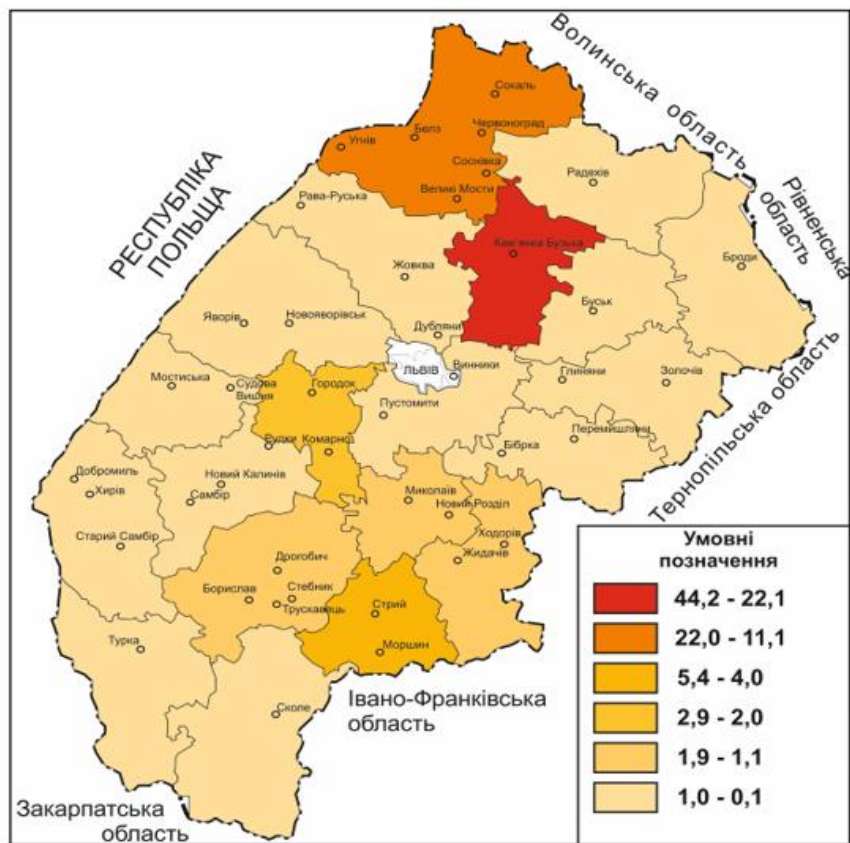 Волинська область
Рівненська
область
РЕСПУБЛІКА
ПОЛЬЩА
Сокаль
Червоноград
Белз
Угнів
Соснівка
Великі Мости
Радехів
Рава-Руська
Кам'янка Бузька
Броди
Жовква
Буськ
Яворів
Новояворівськ
Дубляни
ЛЬВІВ
Винники
Глиняни
Золочів
Мостиська
Судова
Вишня
Городок
Пустомити
Тернопільська область
Рудки
Комарно
Бібрка
Перемишляни
Добромиль
Хирів
Новий Калинів
Самбір
Миколаїв
Новий Розділ
Ходорів
Жидачів
Старий Самбір
Дрогобич
Борислав
Стебник
Трускавець
Стрий
Моршин
Турка
Сколе
Івано-Франківська
область
Закарпатська
область
Умовні
позначення
44,2 - 22,1
22,0 - 11,1
5,4 - 4,0
2,9 - 2,0
1,9 - 1,1
1,0 - 0,1